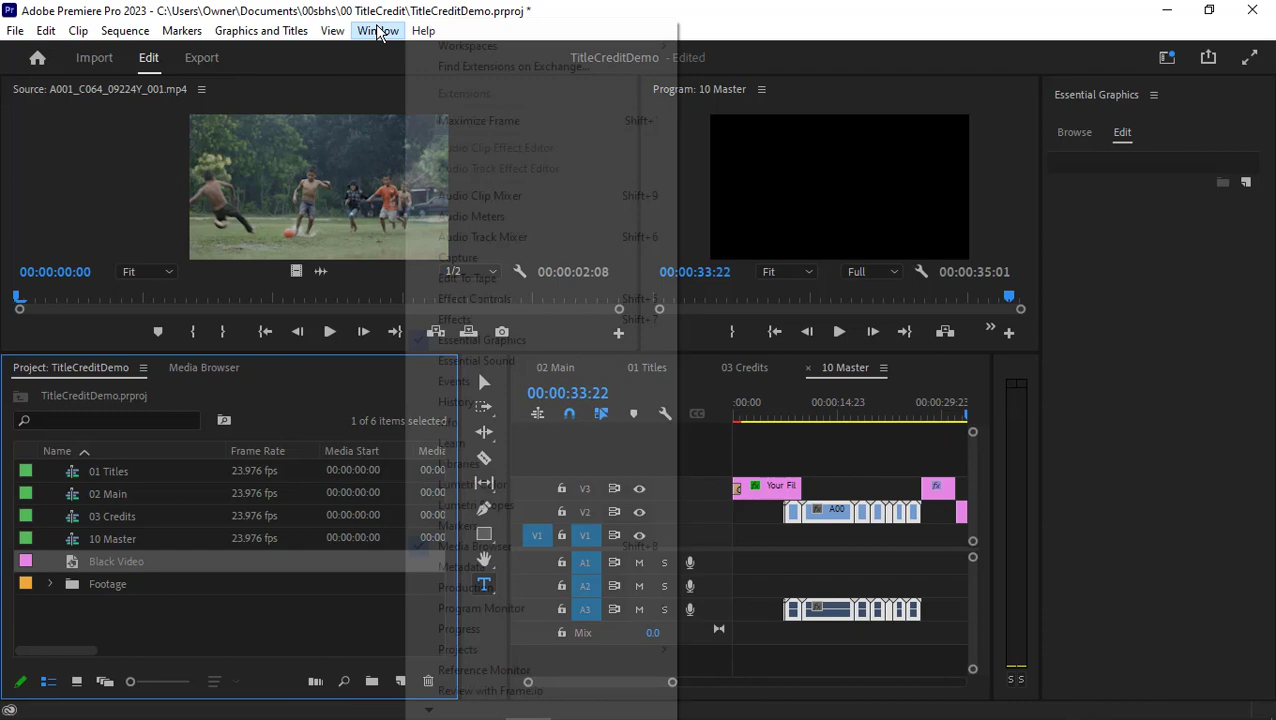 Pr Adobe Premiere Pro 2023 - C:\Users\Owner\Documents\00sbhs\00 TitleCredit\TitleCreditDemo.prproj *
File Edit Clip Sequence Markers Graphics and Titles View Window Help
Import Edit Export
TitleCreditDemo - Edited
Source: A001_C064_09224Y_001.mp4
00:00:00:00 Fit 1/2 00:00:02:08
Workspaces
Find Extensions on Exchange...
Extensions
Maximize Frame Shift+`
Audio Clip Effect Editor
Audio Track Effect Editor
Audio Clip Mixer Shift+9
Audio Meters
Audio Track Mixer Shift+6
Capture
Edit To Tape
Effect Controls Shift+5
Effects Shift+7
Essential Graphics
Essential Sound
Events
History
Info
Learn
Libraries
Lumetri Color
Lumetri Scopes
Markers
Media Browser Shift+8
Metadata
Production
Program Monitor
Progress
Projects
Reference Monitor
Review with Frame.io
Program: 10 Master
00:00:33:22 Fit Full 00:00:35:01
Essential Graphics
Browse Edit
Project: TitleCreditDemo Media Browser
TitleCreditDemo.prproj
1 of 6 items selected
Name Frame Rate Media Start Media
01 Titles 23.976 fps 00:00:00:00 00:00
02 Main 23.976 fps 00:00:00:00 00:00
03 Credits 23.976 fps 00:00:00:00 00:00
10 Master 23.976 fps 00:00:00:00 00:00
Black Video
Footage
T
02 Main 01 Titles 03 Credits × 10 Master
00:00:33:22
CC
:00:00 00:00:14:23 00:00:29:23
V3 fx Your Fil fx
V2 fx A00
V1 V1
A1 M S
A2 M S
A3 M S fx
Mix 0.0
S S